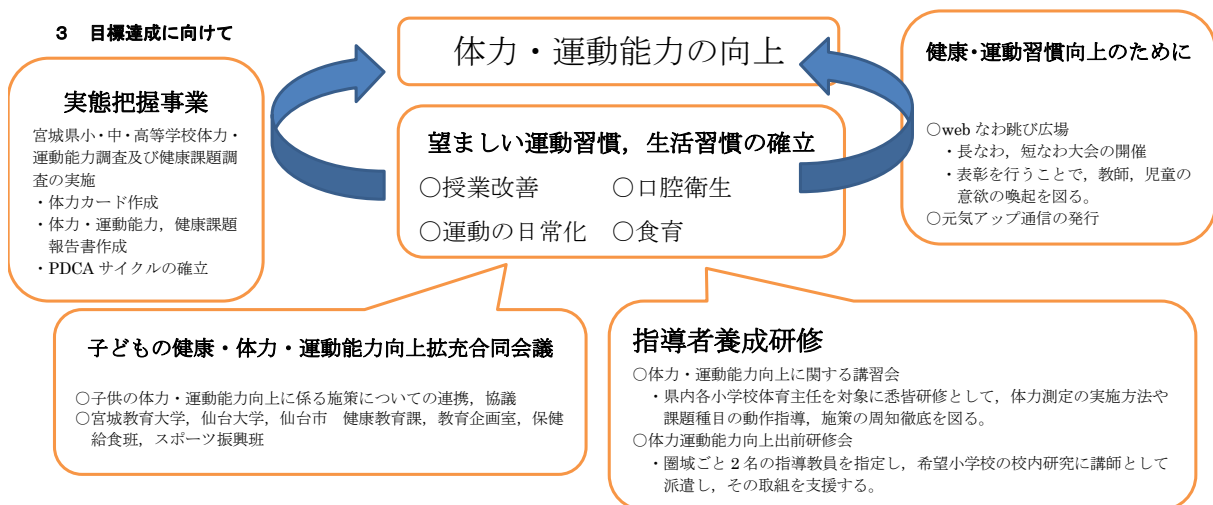 ３　目標達成に向けて
体力・運動能力の向上
実態把握事業
宮城県小・中・高等学校体力・
運動能力調査及び健康課題調
査の実施
・体力カード作成
・体力・運動能力，健康課題
報告書作成
・PDCA サイクルの確立
望ましい運動習慣，生活習慣の確立
○授業改善　　○口腔衛生
○運動の日常化　○食育
健康・運動習慣向上のために
○web なわ跳び広場
・長なわ，短なわ大会の開催
・表彰を行うことで，教師，児童の
意欲の喚起を図る。
○元気アップ通信の発行
子どもの健康・体力・運動能力向上拡充合同会議
○子供の体力・運動能力向上に係る施策についての連携，協議
○宮城教育大学，仙台大学，仙台市　健康教育課，教育企画室，保健
給食班，スポーツ振興班
指導者養成研修
○体力・運動能力向上に関する講習会
・県内各小学校体育主任を対象に悉皆研修として，体力測定の実施方法や
課題種目の動作指導，施策の周知徹底を図る。
○体力運動能力向上出前研修会
・圏域ごと 2 名の指導教員を指定し，希望小学校の校内研究に講師として
派遣し，その取組を支援する。